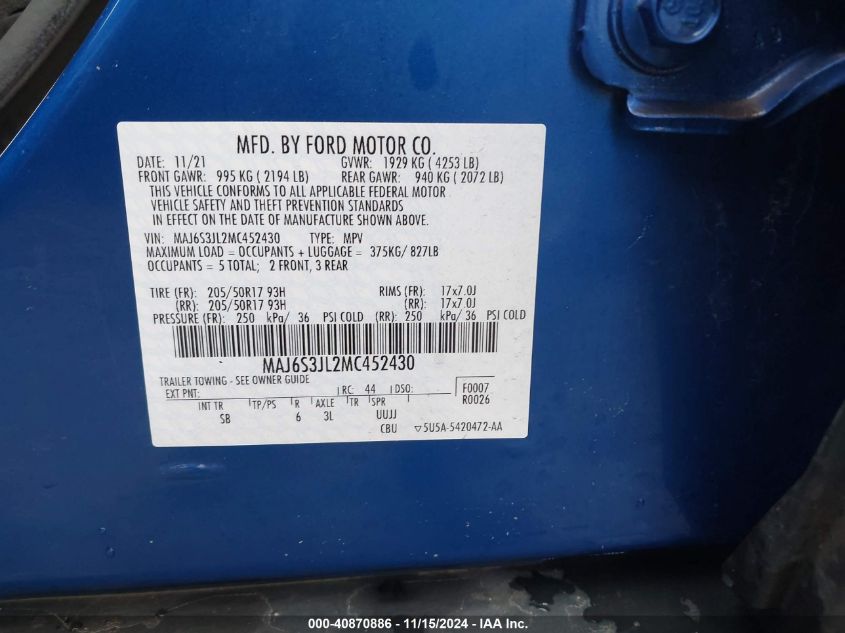 MFD. BY FORD MOTOR CO.
DATE: 11/21 GVWR: 1929 KG ( 4253 LB)
FRONT GAWR: 995 KG ( 2194 LB) REAR GAWR: 940 KG ( 2072 LB)
THIS VEHICLE CONFORMS TO ALL APPLICABLE FEDERAL MOTOR
VEHICLE SAFETY AND THEFT PREVENTION STANDARDS
IN EFFECT ON THE DATE OF MANUFACTURE SHOWN ABOVE.
VIN: MAJ6S3JL2MC452430 TYPE: MPV
MAXIMUM LOAD = OCCUPANTS + LUGGAGE = 375KG/ 827LB
OCCUPANTS = 5 TOTAL; 2 FRONT, 3 REAR
TIRE (FR): 205/50R17 93H RIMS (FR): 17x7.0J
(RR): 205/50R17 93H (RR): 17x7.0J
PRESSURE (FR): 250 kPa/ 36 PSI COLD (RR): 250 kPa/ 36 PSI COLD
MAJ6S3JL2MC452430
TRAILER TOWING - SEE OWNER GUIDE
EXT PNT: RC: 44 DSO: F0007
R0026
INT TR TP/PS R AXLE TR SPR
SB 6 3L UUJJ
CBU ▽5U5A-5420472-AA
000-40870886 - 11/15/2024 - IAA Inc.